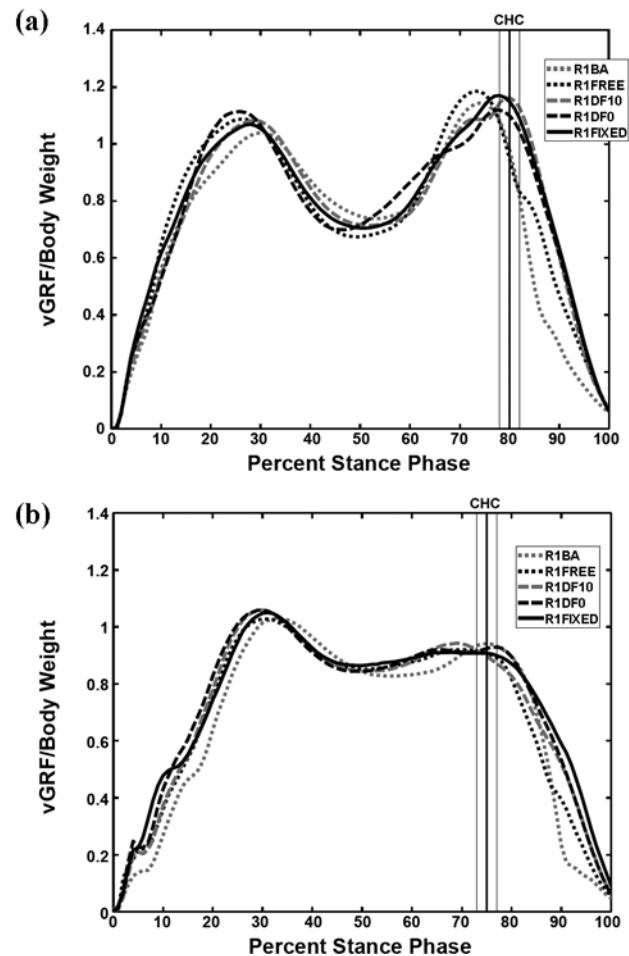 (a)
CHC
1.4
1.2
1
0.8
0.6
0.4
0.2
0
vGRF/Body Weight
R1BA
R1FREE
R1DF10
R1DF0
R1FIXED
0 10 20 30 40 50 60 70 80 90 100
Percent Stance Phase
(b)
CHC
1.4
1.2
1
0.8
0.6
0.4
0.2
0
vGRF/Body Weight
R1BA
R1FREE
R1DF10
R1DF0
R1FIXED
0 10 20 30 40 50 60 70 80 90 100
Percent Stance Phase